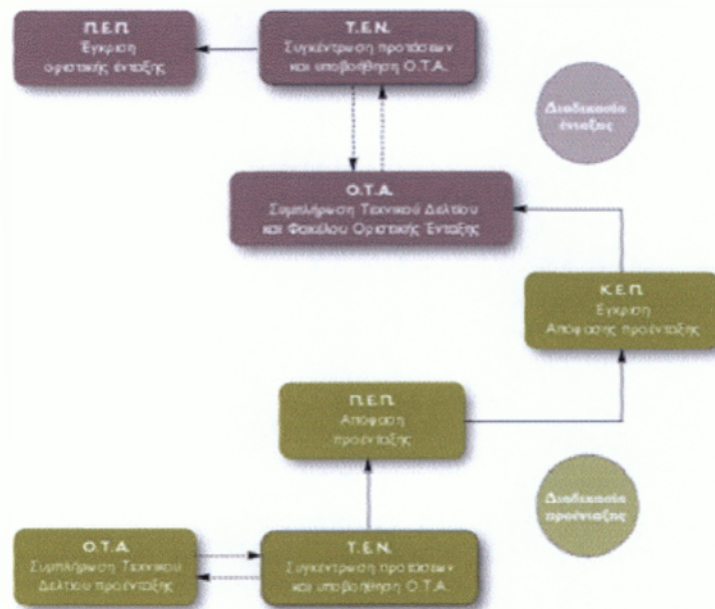 Π.Ε.Π.
Έγκριση
οριστικής ένταξης
Τ.Ε.Ν.
Συγκέντρωση προτάσεων
και υποβοήθηση Ο.Τ.Α.
Διαδικασία
ένταξης
Ο.Τ.Α.
Συμπλήρωση Τεχνικού Δελτίου
και Φακέλου Οριστικής Ένταξης
Κ.Ε.Π.
Έγκριση
Απόφασης προένταξης
Π.Ε.Π.
Απόφαση
προένταξης
Διαδικασία
προένταξης
Ο.Τ.Α.
Συμπλήρωση Τεχνικού
Δελτίου προένταξης
Τ.Ε.Ν.
Συγκέντρωση προτάσεων
και υποβοήθηση Ο.Τ.Α.